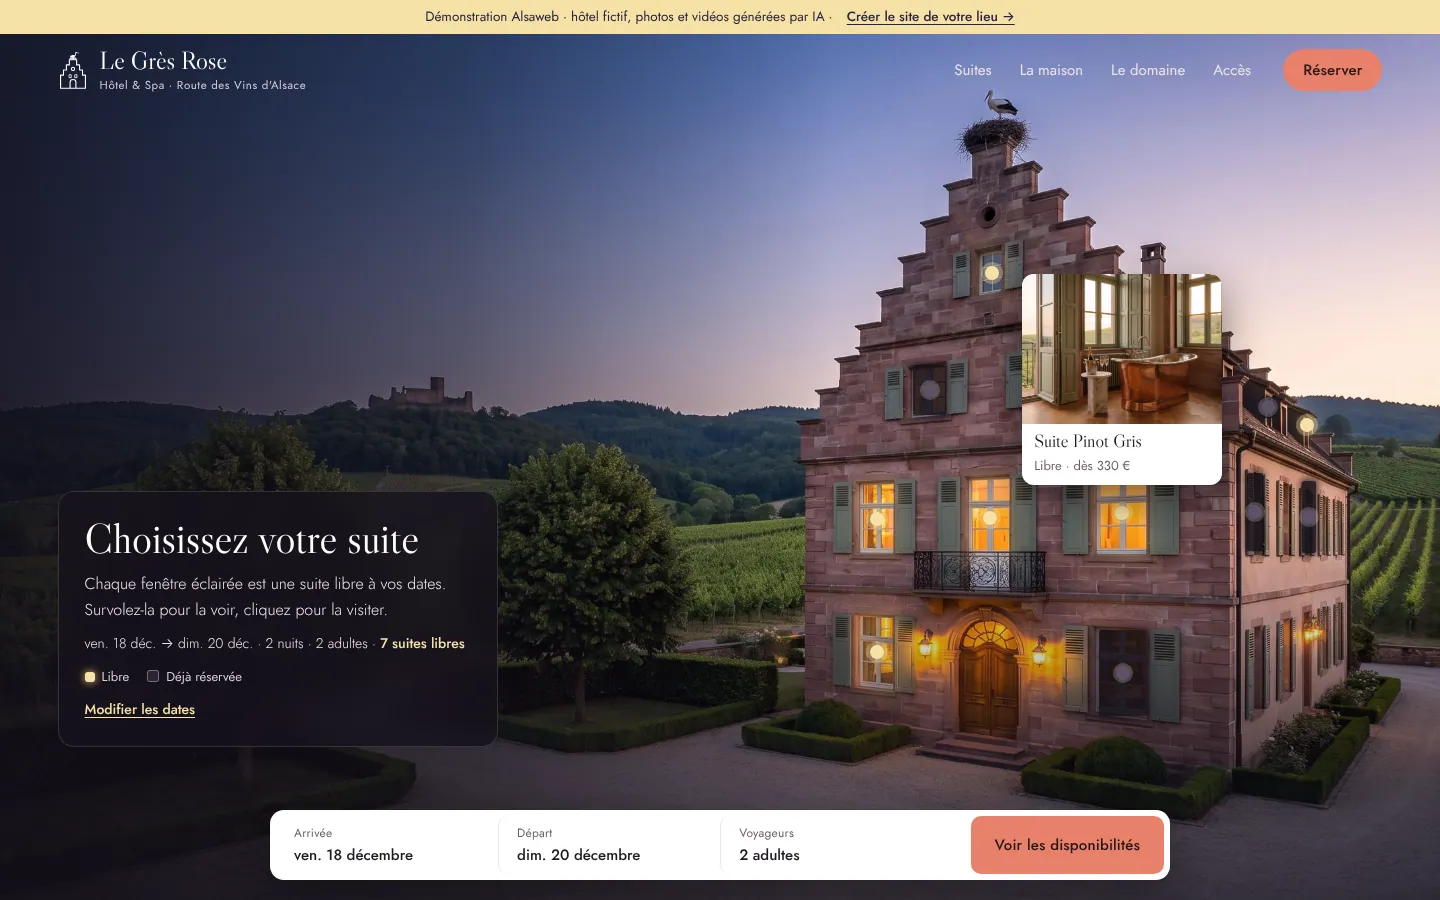 Démonstration Alsaweb · hôtel fictif, photos et vidéos générées par IA · Créer le site de votre lieu →
Le Grès Rose
Hôtel & Spa · Route des Vins d'Alsace
Suites La maison Le domaine Accès Réserver
Suite Pinot Gris
Libre · dès 330 €
Choisissez votre suite
Chaque fenêtre éclairée est une suite libre à vos dates.
Survolez-la pour la voir, cliquez pour la visiter.
ven. 18 déc. → dim. 20 déc. · 2 nuits · 2 adultes · 7 suites libres
Libre Déjà réservée
Modifier les dates
Arrivée Départ Voyageurs
ven. 18 décembre dim. 20 décembre 2 adultes
Voir les disponibilités